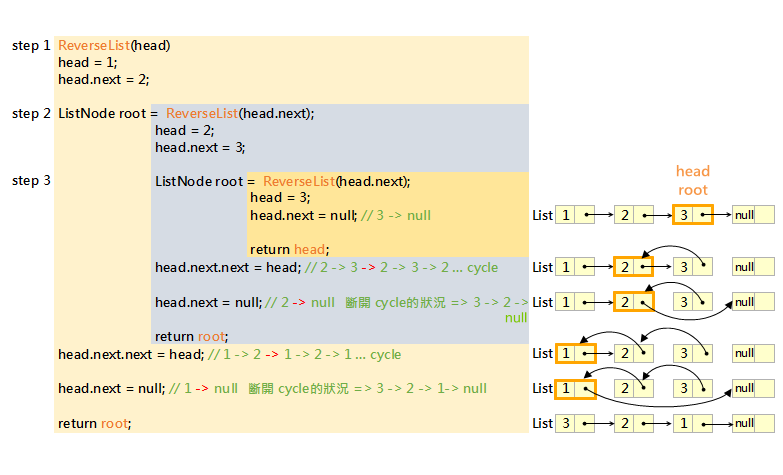 step 1 ReverseList(head)
head = 1;
head.next = 2;
step 2 ListNode root = ReverseList(head.next);
head = 2;
head.next = 3;
step 3 ListNode root = ReverseList(head.next);
head = 3;
head.next = null; // 3 -> null
return head;
head.next.next = head; // 2 -> 3 -> 2 -> 3 -> 2 ... cycle
head.next = null; // 2 -> null 斷開 cycle的狀況 => 3 -> 2 ->
null
return root;
head.next.next = head; // 1 -> 2 -> 1 -> 2 -> 1 ... cycle
head.next = null; // 1 -> null 斷開 cycle的狀況 => 3 -> 2 -> 1-> null
return root;
head
root
List 1 2 3 null
List 1 2 3 null
List 1 2 3 null
List 1 2 3 null
List 1 2 3 null
List 3 2 1 null